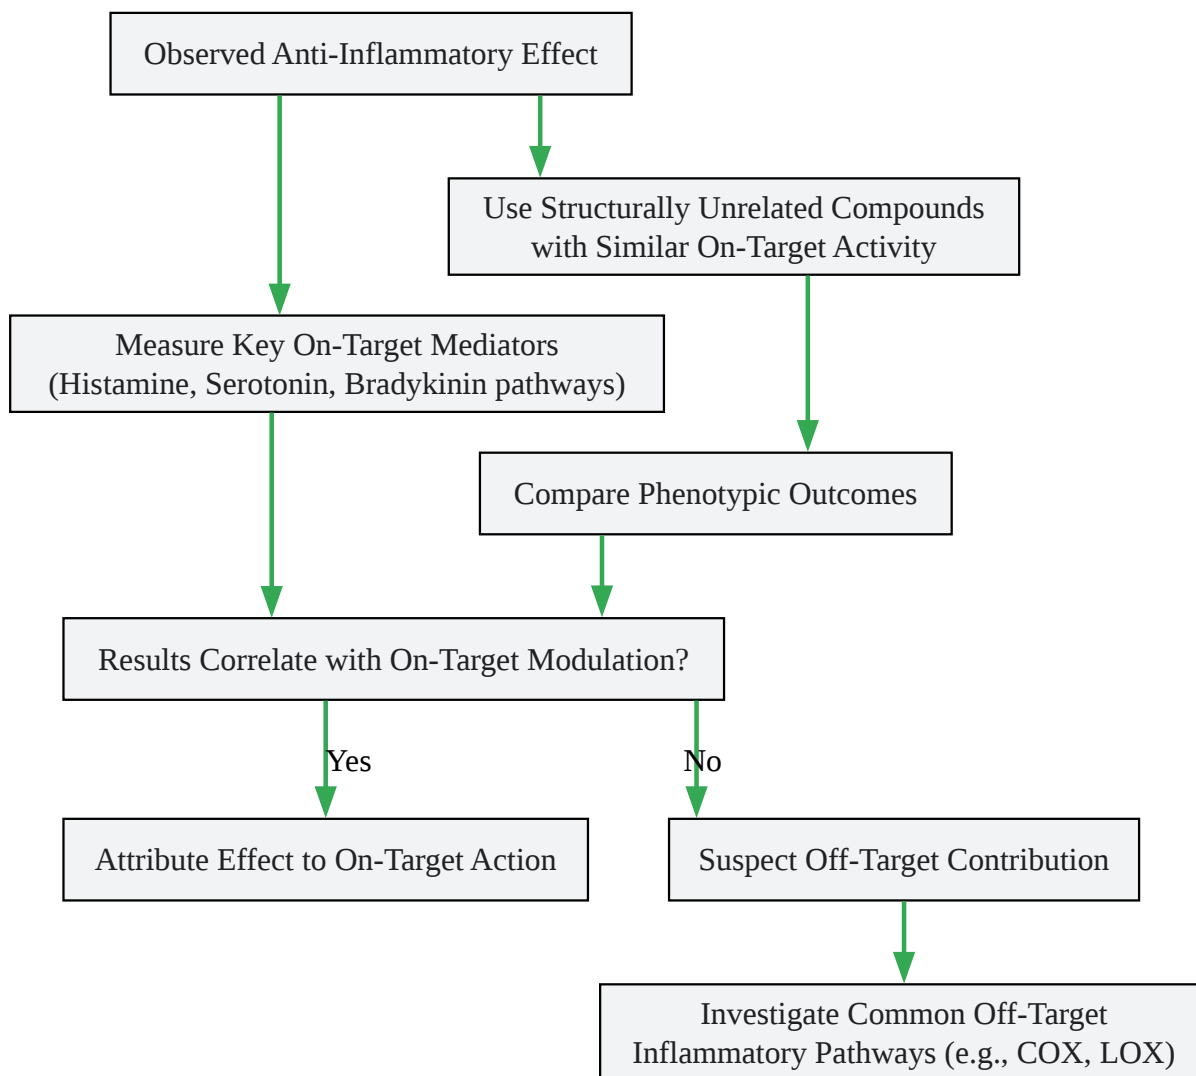 Observed Anti-Inflammatory Effect
Use Structurally Unrelated Compounds
with Similar On-Target Activity
Measure Key On-Target Mediators
(Histamine, Serotonin, Bradykinin pathways)
Compare Phenotypic Outcomes
Results Correlate with On-Target Modulation?
Yes
No
Attribute Effect to On-Target Action
Suspect Off-Target Contribution
Investigate Common Off-Target
Inflammatory Pathways (e.g., COX, LOX)